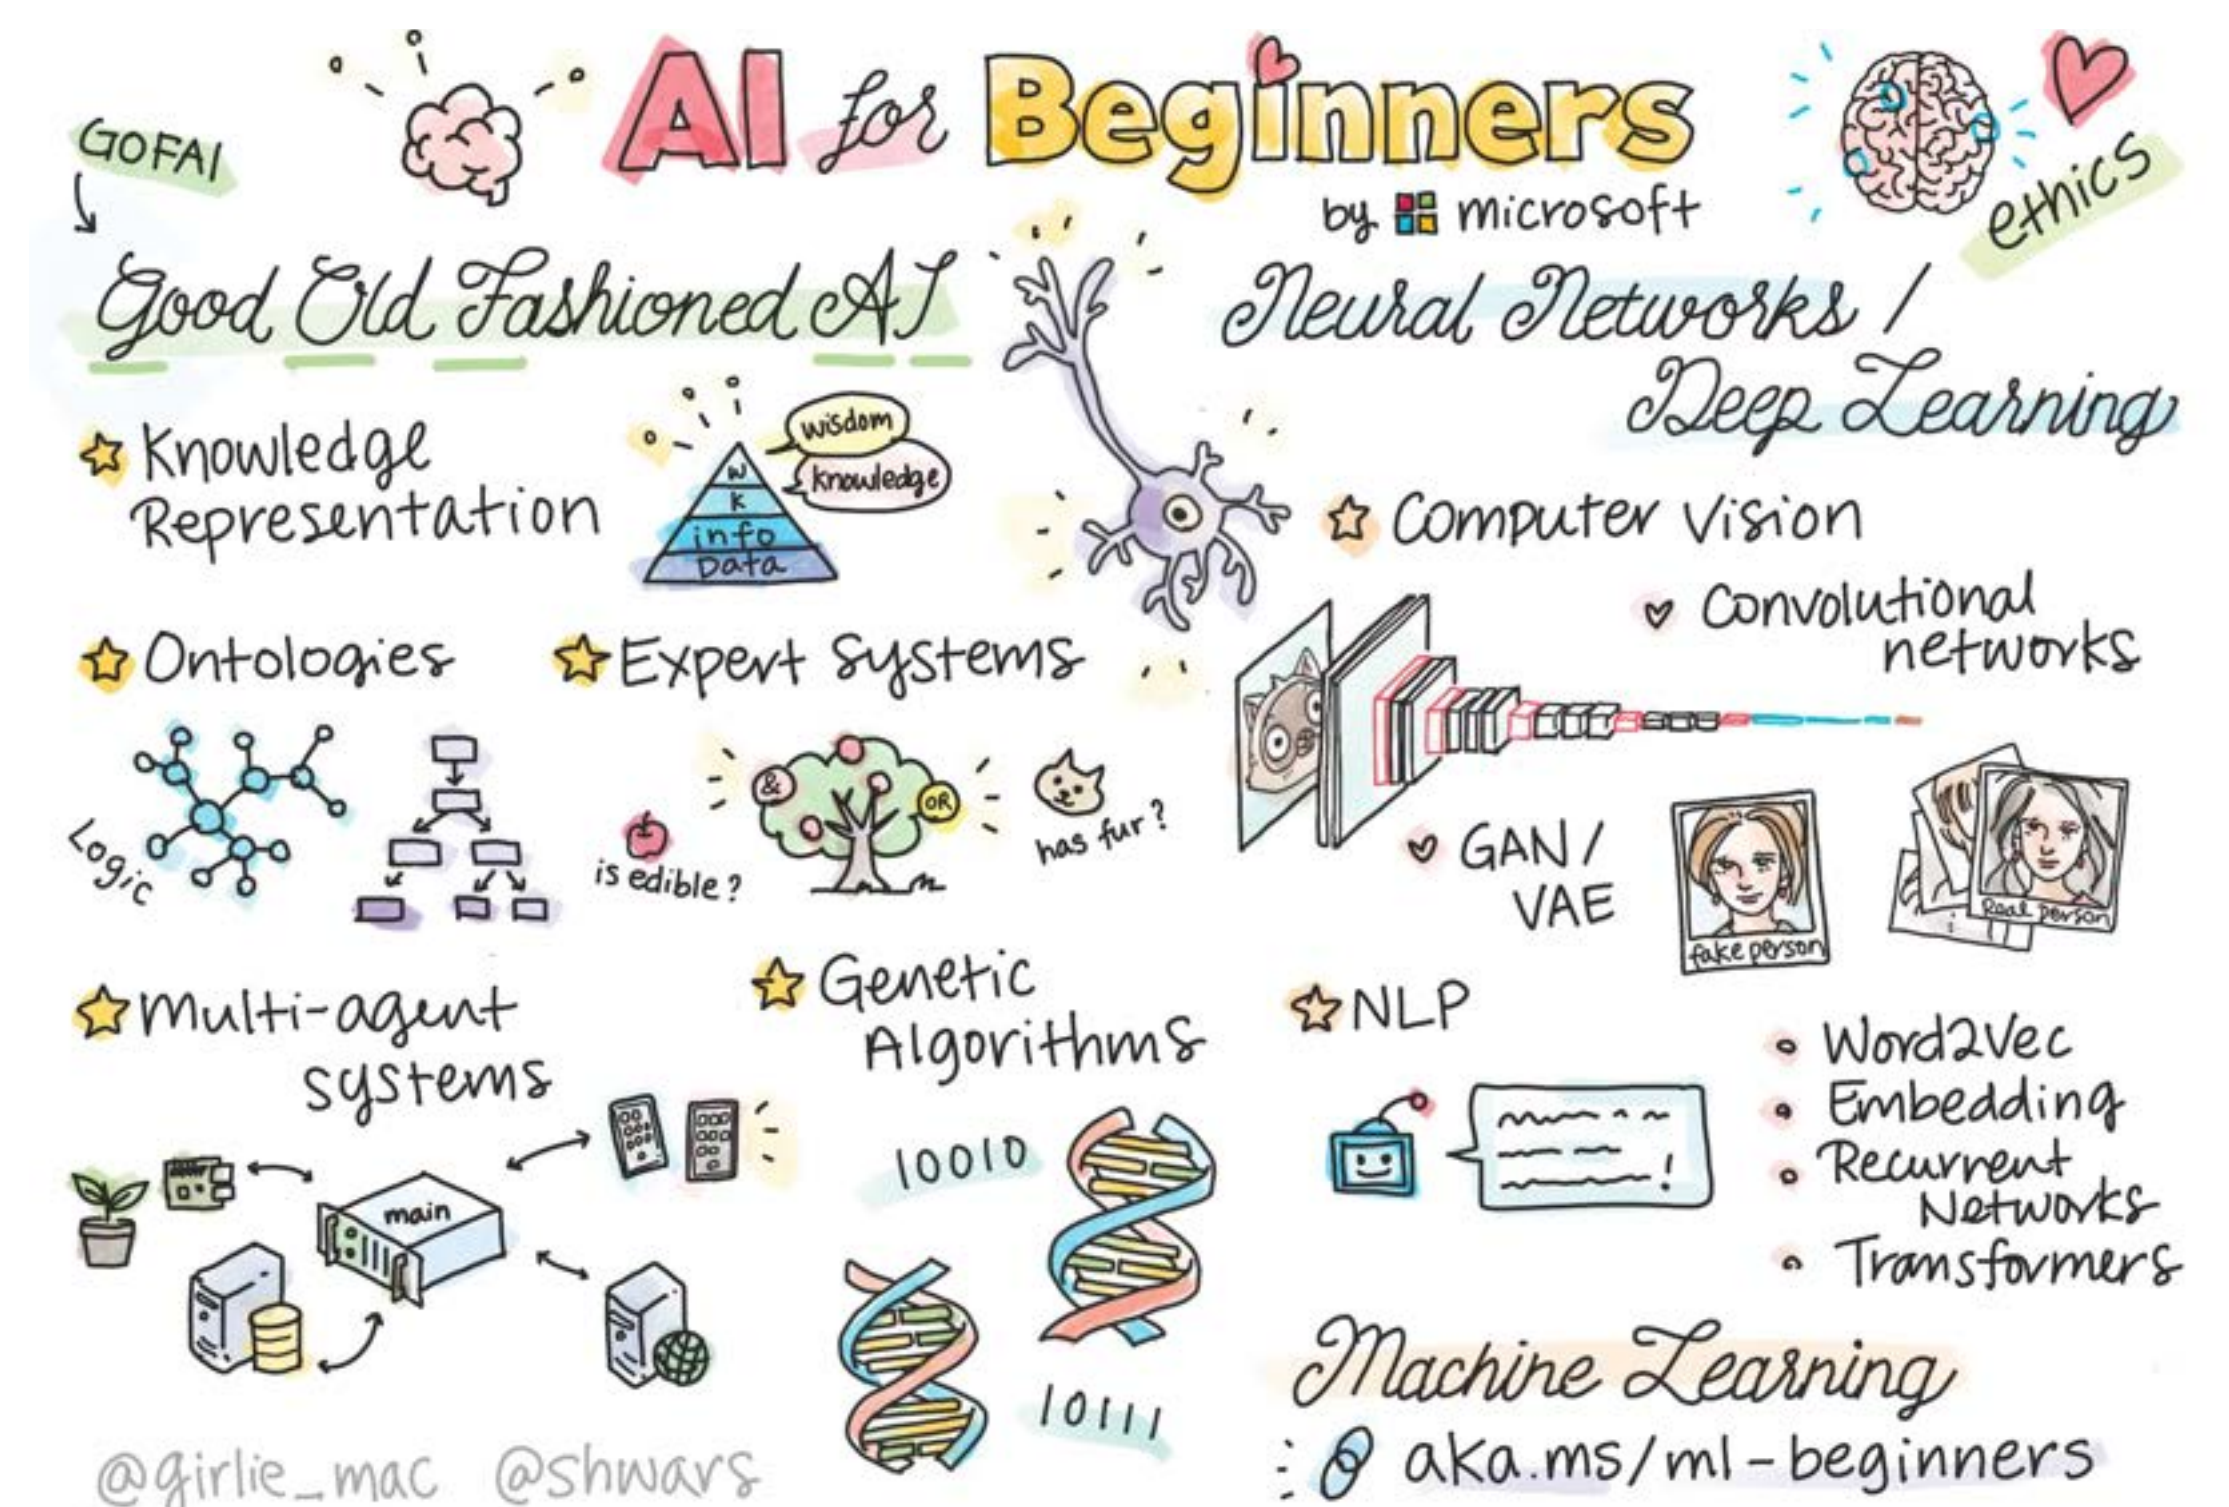 AI for Beginners
by microsoft
GOFAI
ethics
Good Old Fashioned AI
Knowledge
Representation
wisdom
knowledge
W
K
info
Data
Ontologies
Logic
Expert Systems
&
OR
is edible?
has fur?
Multi-agent
systems
main
Genetic
Algorithms
10010
10111
Neural Networks /
Deep Learning
Computer Vision
Convolutional
networks
GAN/
VAE
fake person
Real person
NLP
Word2Vec
Embedding
Recurrent
Networks
Transformers
Machine Learning
aka.ms/ml-beginners
@girlie_mac @shwars